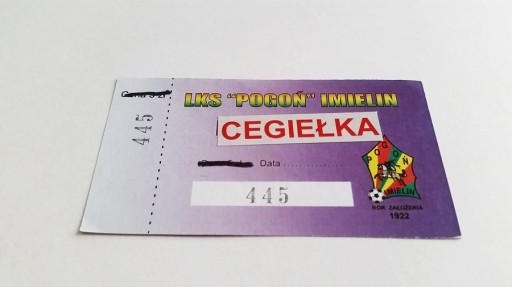 445
LKS "POGOŃ" IMIELIN
CEGIEŁKA
Data ..................
445
POGOŃ
IMIELIN
ROK ZAŁOŻENIA
1922